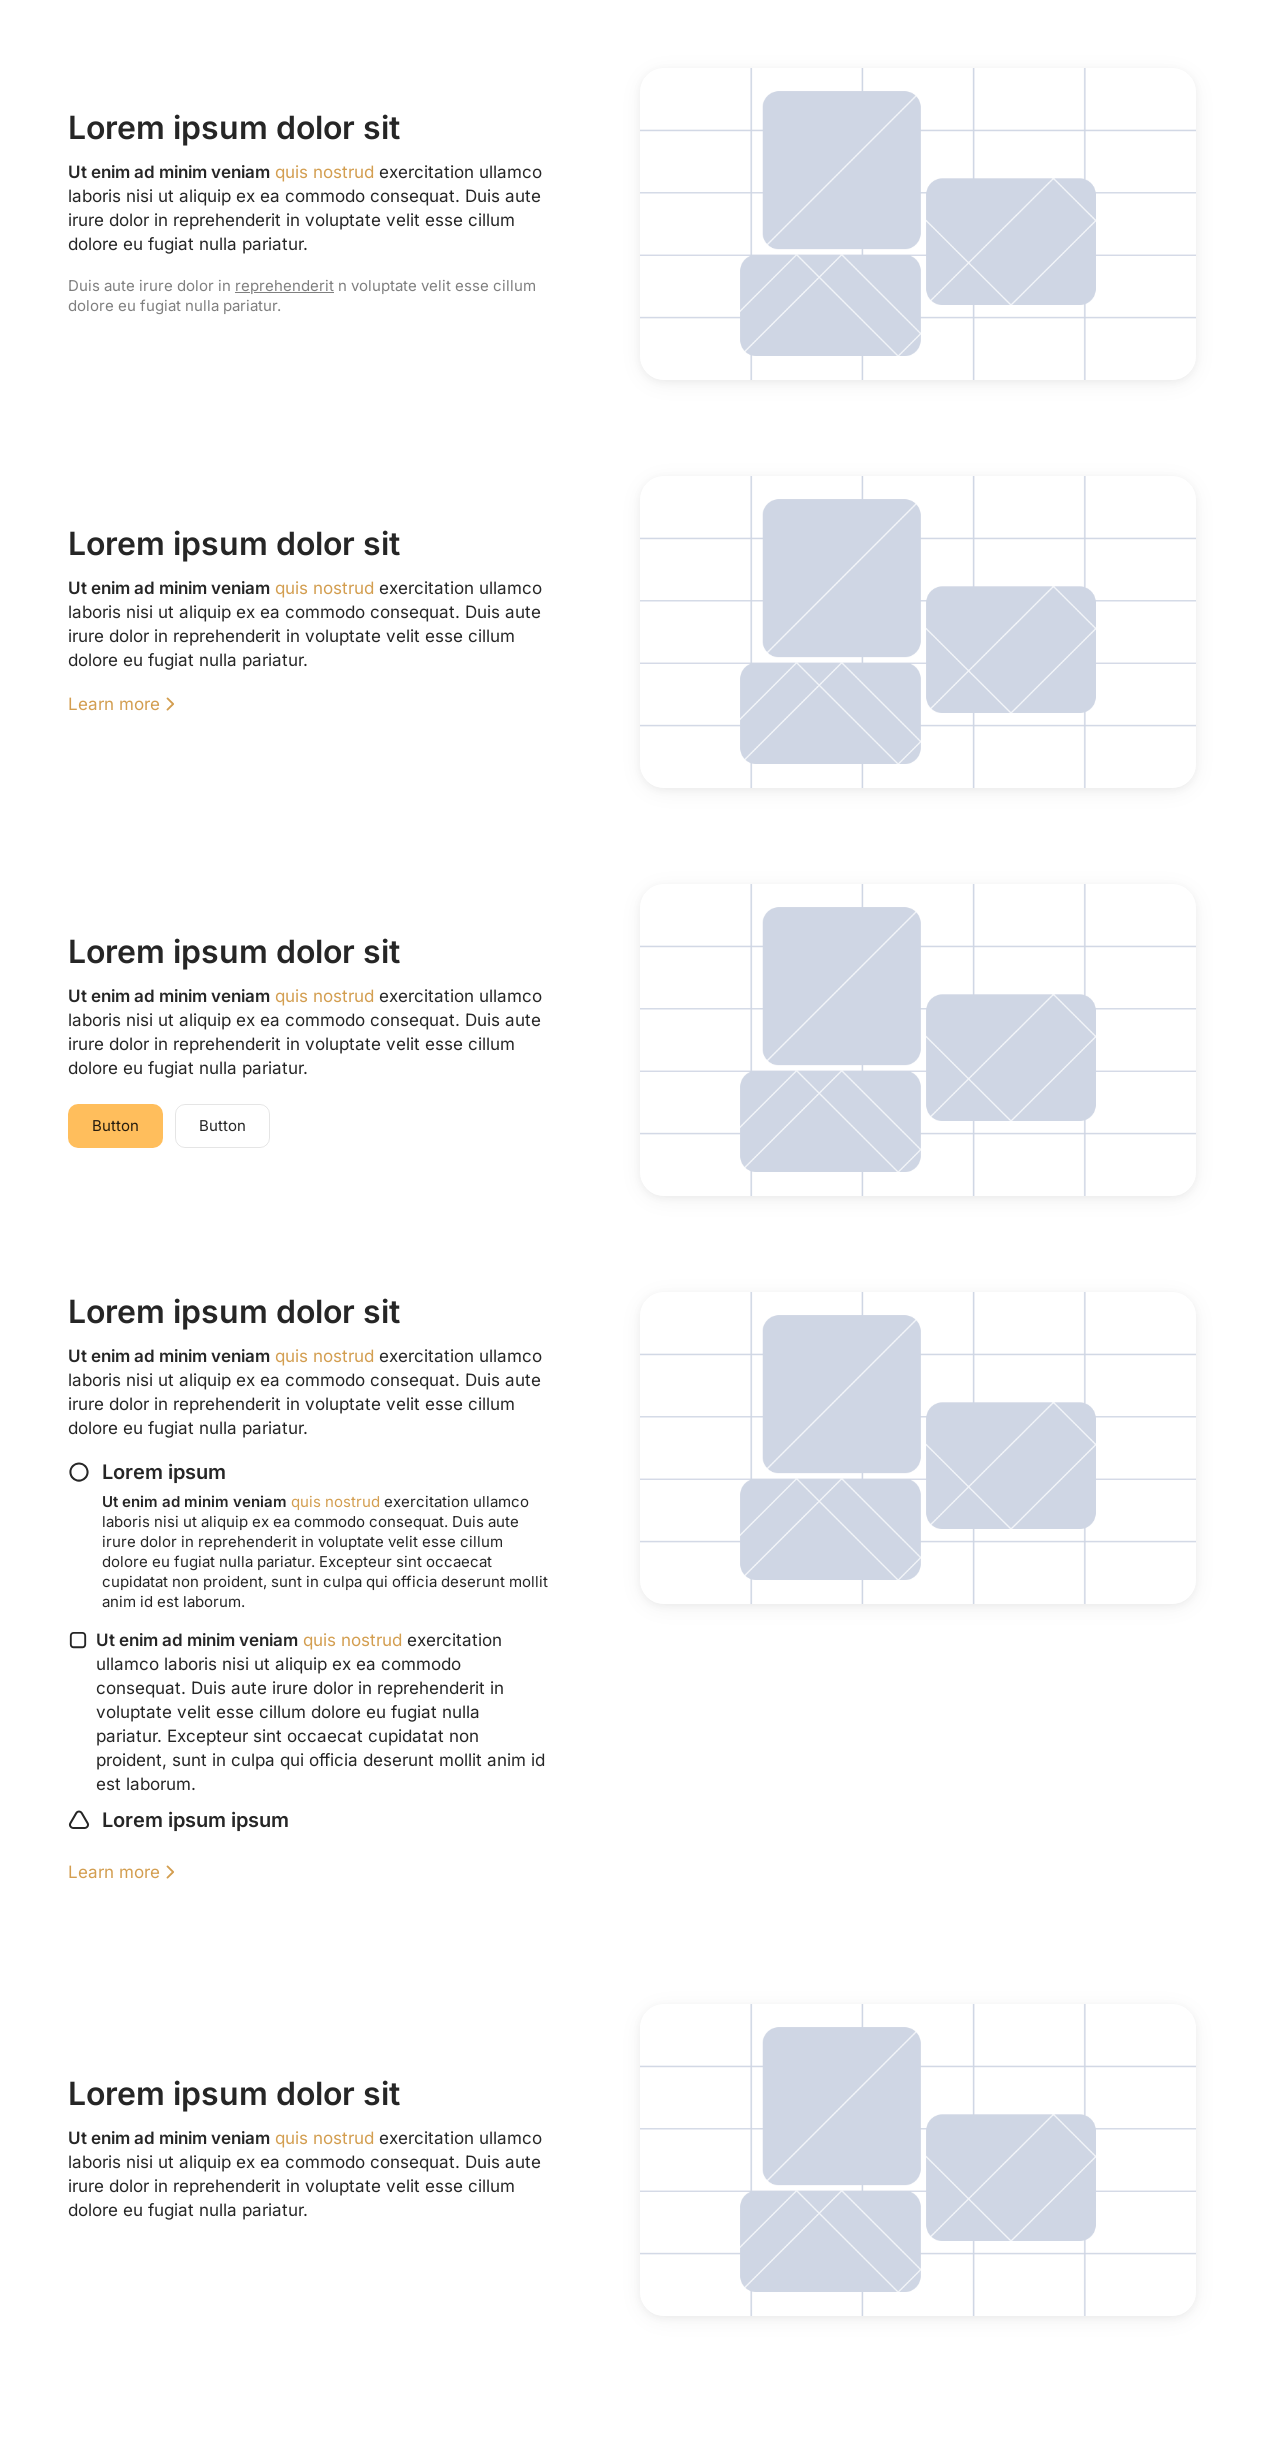 Lorem ipsum dolor sit
Ut enim ad minim veniam quis nostrud exercitation ullamco
laboris nisi ut aliquip ex ea commodo consequat. Duis aute
irure dolor in reprehenderit in voluptate velit esse cillum
dolore eu fugiat nulla pariatur.
Duis aute irure dolor in reprehenderit n voluptate velit esse cillum
dolore eu fugiat nulla pariatur.
Lorem ipsum dolor sit
Ut enim ad minim veniam quis nostrud exercitation ullamco
laboris nisi ut aliquip ex ea commodo consequat. Duis aute
irure dolor in reprehenderit in voluptate velit esse cillum
dolore eu fugiat nulla pariatur.
Learn more
Lorem ipsum dolor sit
Ut enim ad minim veniam quis nostrud exercitation ullamco
laboris nisi ut aliquip ex ea commodo consequat. Duis aute
irure dolor in reprehenderit in voluptate velit esse cillum
dolore eu fugiat nulla pariatur.
Button Button
Lorem ipsum dolor sit
Ut enim ad minim veniam quis nostrud exercitation ullamco
laboris nisi ut aliquip ex ea commodo consequat. Duis aute
irure dolor in reprehenderit in voluptate velit esse cillum
dolore eu fugiat nulla pariatur.
Lorem ipsum
Ut enim ad minim veniam quis nostrud exercitation ullamco
laboris nisi ut aliquip ex ea commodo consequat. Duis aute
irure dolor in reprehenderit in voluptate velit esse cillum
dolore eu fugiat nulla pariatur. Excepteur sint occaecat
cupidatat non proident, sunt in culpa qui officia deserunt mollit
anim id est laborum.
Ut enim ad minim veniam quis nostrud exercitation
ullamco laboris nisi ut aliquip ex ea commodo
consequat. Duis aute irure dolor in reprehenderit in
voluptate velit esse cillum dolore eu fugiat nulla
pariatur. Excepteur sint occaecat cupidatat non
proident, sunt in culpa qui officia deserunt mollit anim id
est laborum.
Lorem ipsum ipsum
Learn more
Lorem ipsum dolor sit
Ut enim ad minim veniam quis nostrud exercitation ullamco
laboris nisi ut aliquip ex ea commodo consequat. Duis aute
irure dolor in reprehenderit in voluptate velit esse cillum
dolore eu fugiat nulla pariatur.